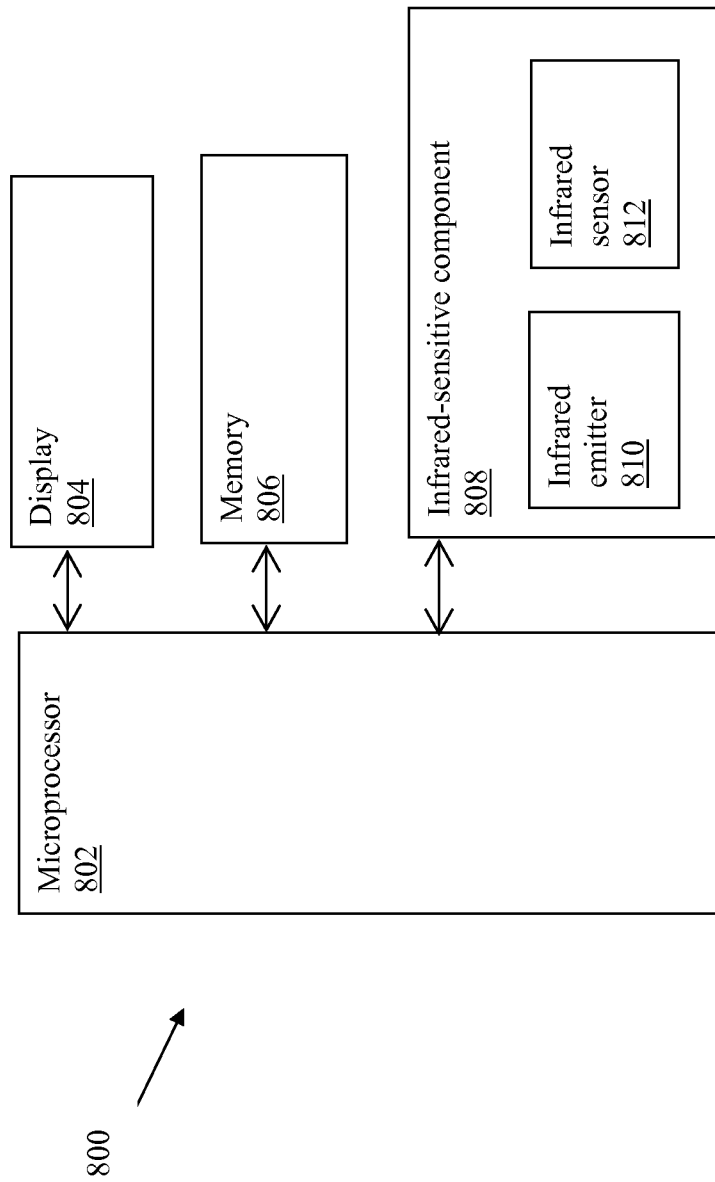 800
Microprocessor
802
Display
804
Memory
806
Infrared-sensitive component
808
Infrared
emitter
810
Infrared
sensor
812